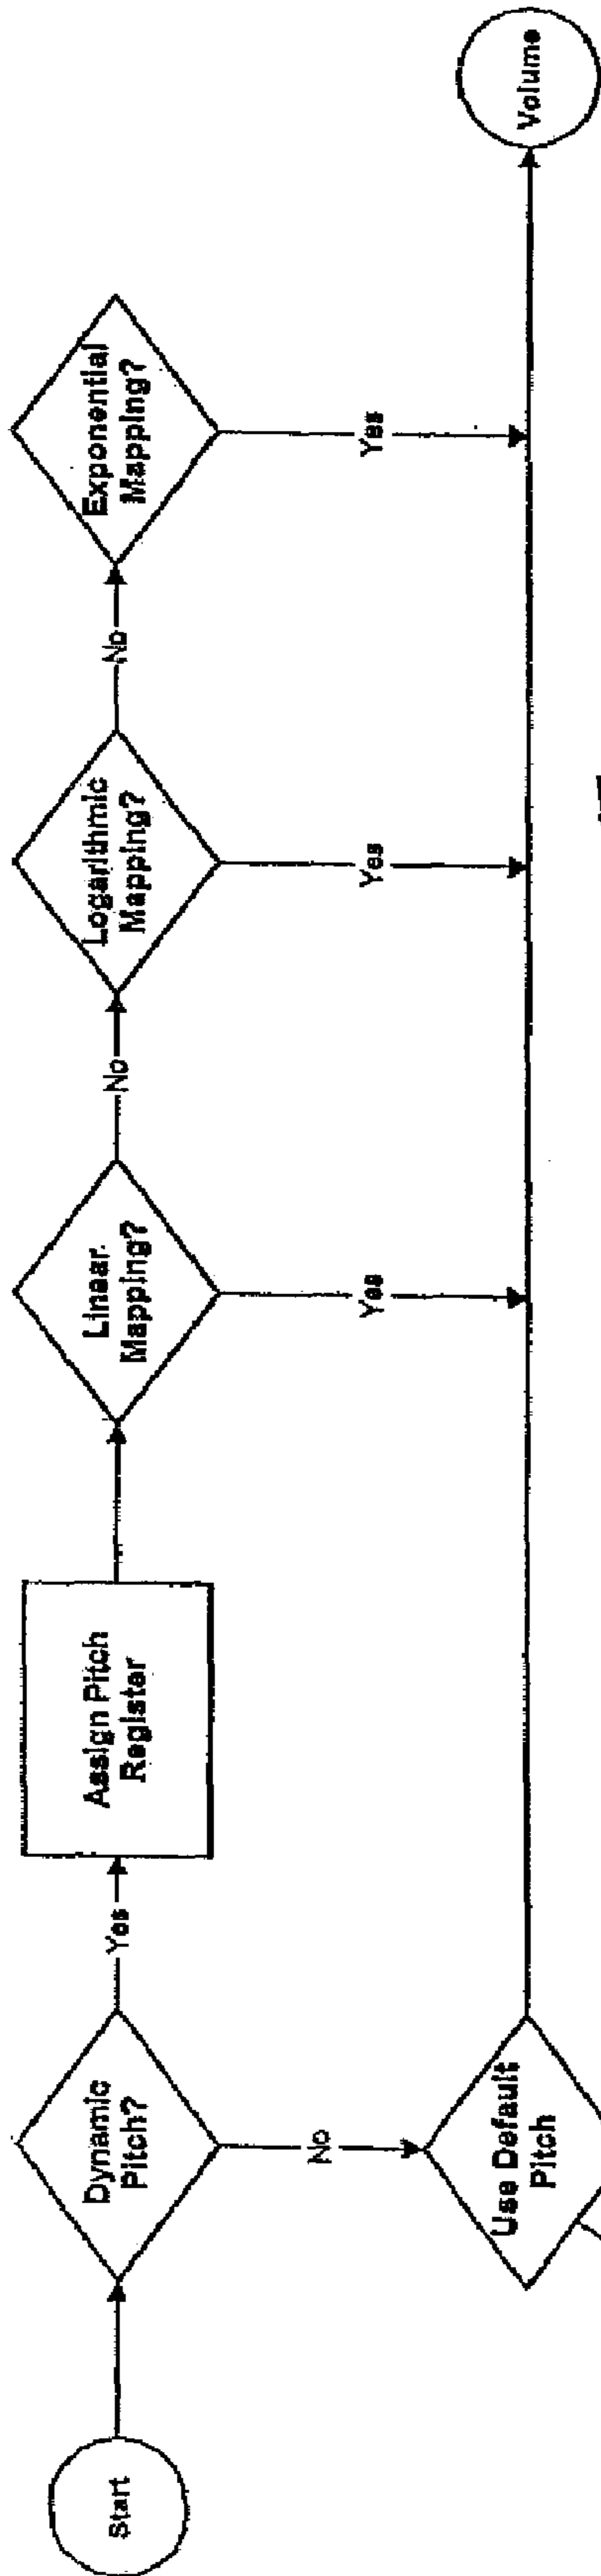 Start
Dynamic
Pitch?
Yes
Assign Pitch
Register
Linear
Mapping?
No
Logarithmic
Mapping?
No
Exponential
Mapping?
No
Use Default
Pitch
Yes
Yes
Yes
Volume